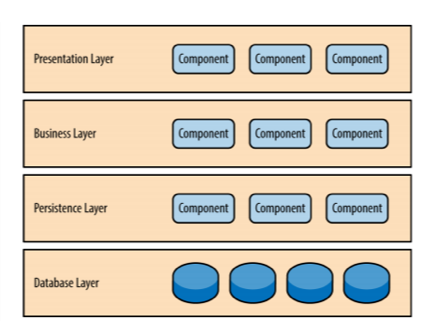 Presentation Layer Component Component Component
Business Layer Component Component Component
Persistence Layer Component Component Component
Database Layer